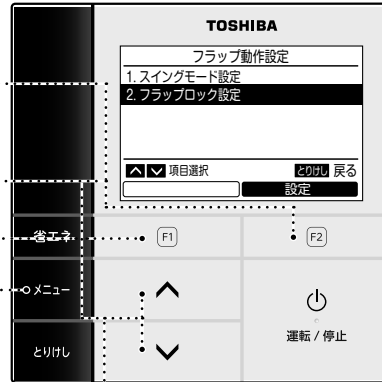 TOSHIBA
フラップ動作設定
1. スイングモード設定
2. フラップロック設定
項目選択 とりけし 戻る
設定
省エネ F1 F2
メニュー
運転 / 停止
とりけし